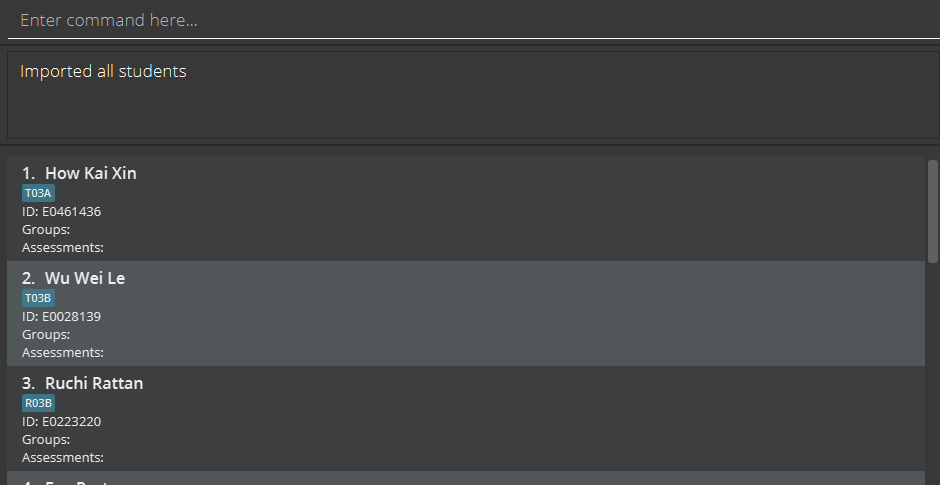 Enter command here...
Imported all students
1. How Kai Xin
T03A
ID: E0461436
Groups:
Assessments:
2. Wu Wei Le
T03B
ID: E0028139
Groups:
Assessments:
3. Ruchi Rattan
R03B
ID: E0223220
Groups:
Assessments: